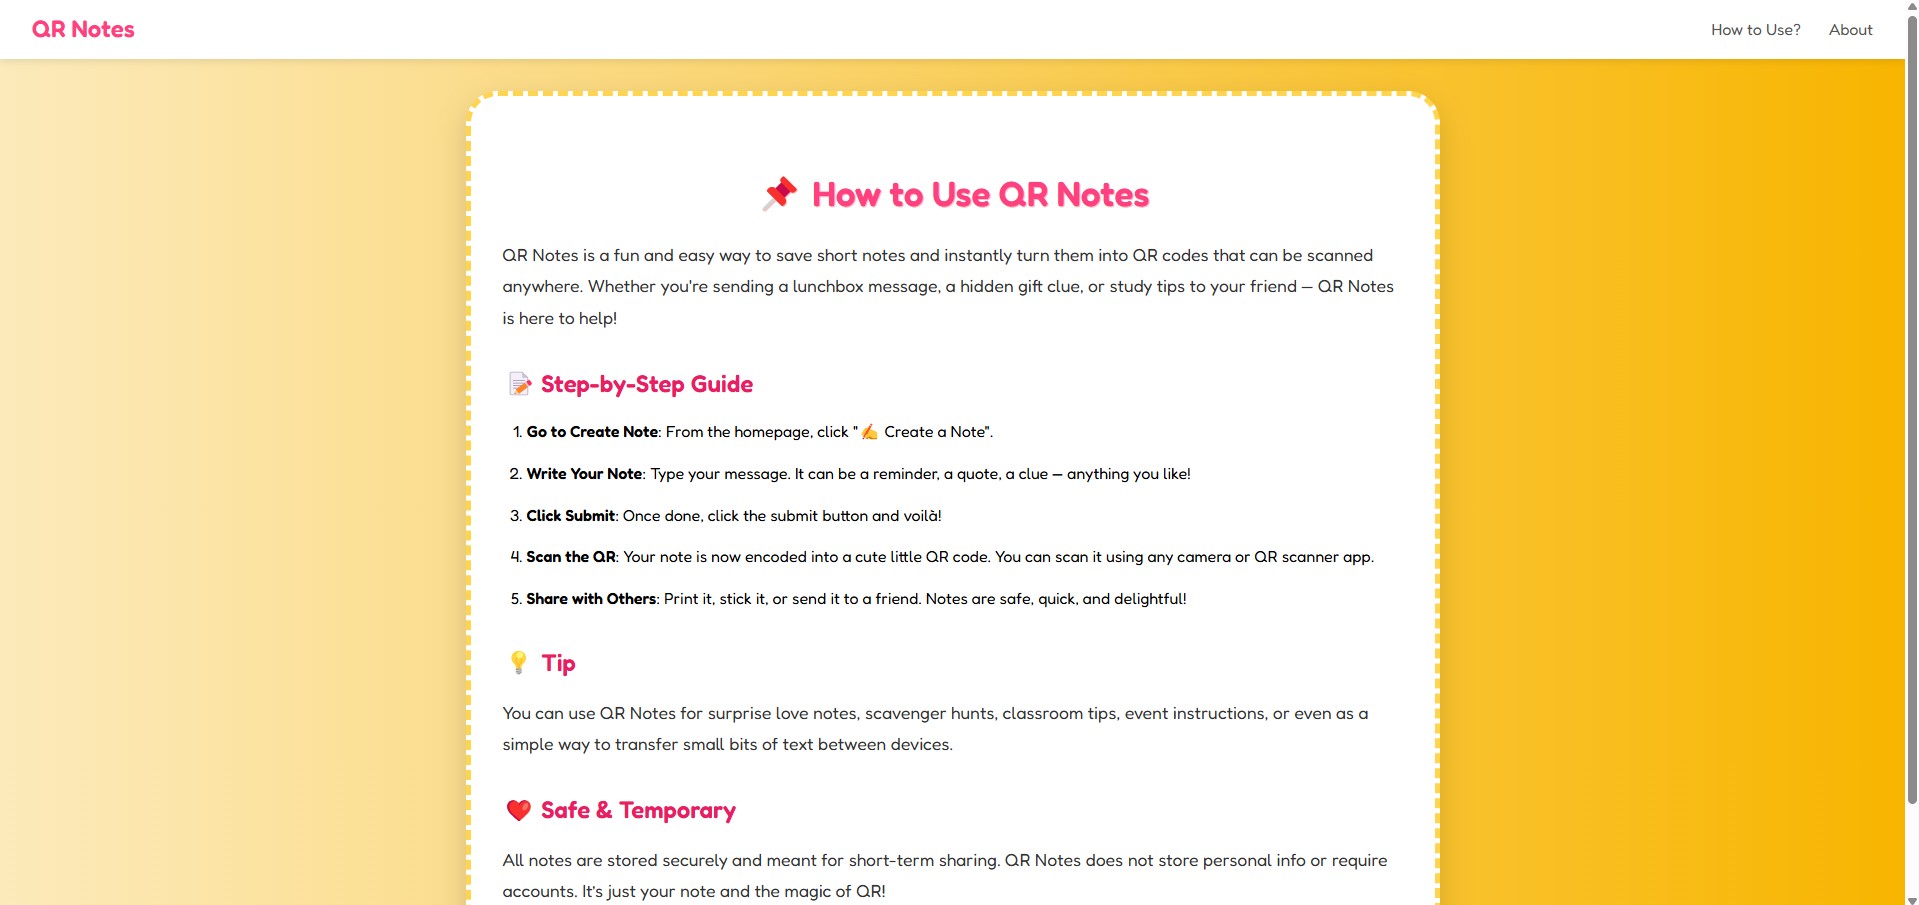 QR Notes
How to Use?
About
📌 How to Use QR Notes
QR Notes is a fun and easy way to save short notes and instantly turn them into QR codes that can be scanned
anywhere. Whether you're sending a lunchbox message, a hidden gift clue, or study tips to your friend — QR Notes
is here to help!
📝 Step-by-Step Guide
1. Go to Create Note: From the homepage, click "✍️ Create a Note".
2. Write Your Note: Type your message. It can be a reminder, a quote, a clue — anything you like!
3. Click Submit: Once done, click the submit button and voilà!
4. Scan the QR: Your note is now encoded into a cute little QR code. You can scan it using any camera or QR scanner app.
5. Share with Others: Print it, stick it, or send it to a friend. Notes are safe, quick, and delightful!
💡 Tip
You can use QR Notes for surprise love notes, scavenger hunts, classroom tips, event instructions, or even as a
simple way to transfer small bits of text between devices.
❤️ Safe & Temporary
All notes are stored securely and meant for short-term sharing. QR Notes does not store personal info or require
accounts. It's just your note and the magic of QR!